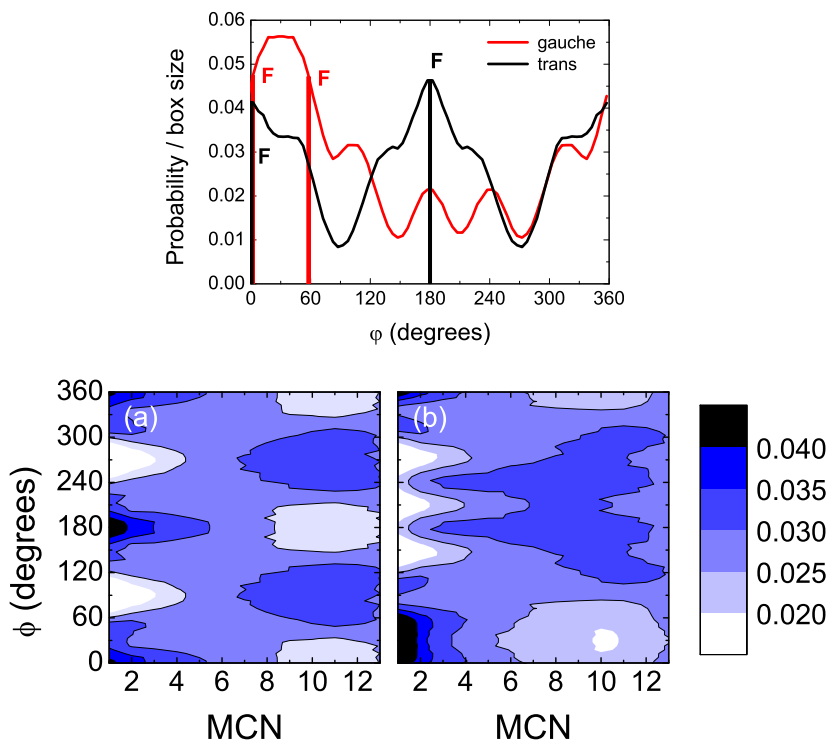 0.06
0.05
0.04
0.03
0.02
0.01
0.00
Probability / box size
gauche
trans
F
F
F
F
0 60 120 180 240 300 360
φ (degrees)
360
300
240
180
120
60
0
ϕ (degrees)
(a)
(b)
2 4 6 8 10 12
2 4 6 8 10 12
MCN
MCN
0.040
0.035
0.030
0.025
0.020